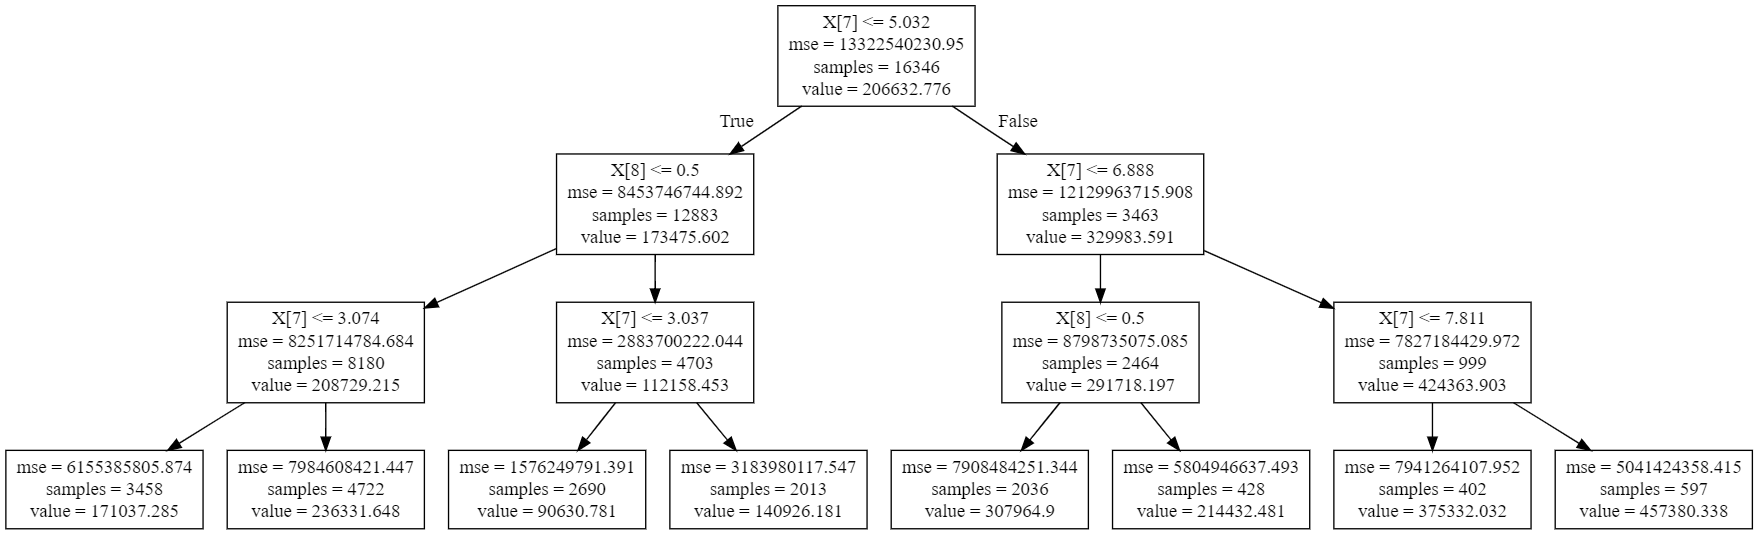 X[7] <= 5.032
mse = 13322540230.95
samples = 16346
value = 206632.776
True
False
X[8] <= 0.5
mse = 8453746744.892
samples = 12883
value = 173475.602
X[7] <= 6.888
mse = 12129963715.908
samples = 3463
value = 329983.591
X[7] <= 3.074
mse = 8251714784.684
samples = 8180
value = 208729.215
X[7] <= 3.037
mse = 2883700222.044
samples = 4703
value = 112158.453
X[8] <= 0.5
mse = 8798735075.085
samples = 2464
value = 291718.197
X[7] <= 7.811
mse = 7827184429.972
samples = 999
value = 424363.903
mse = 6155385805.874
samples = 3458
value = 171037.285
mse = 7984608421.447
samples = 4722
value = 236331.648
mse = 1576249791.391
samples = 2690
value = 90630.781
mse = 3183980117.547
samples = 2013
value = 140926.181
mse = 7908484251.344
samples = 2036
value = 307964.9
mse = 5804946637.493
samples = 428
value = 214432.481
mse = 7941264107.952
samples = 402
value = 375332.032
mse = 5041424358.415
samples = 597
value = 457380.338